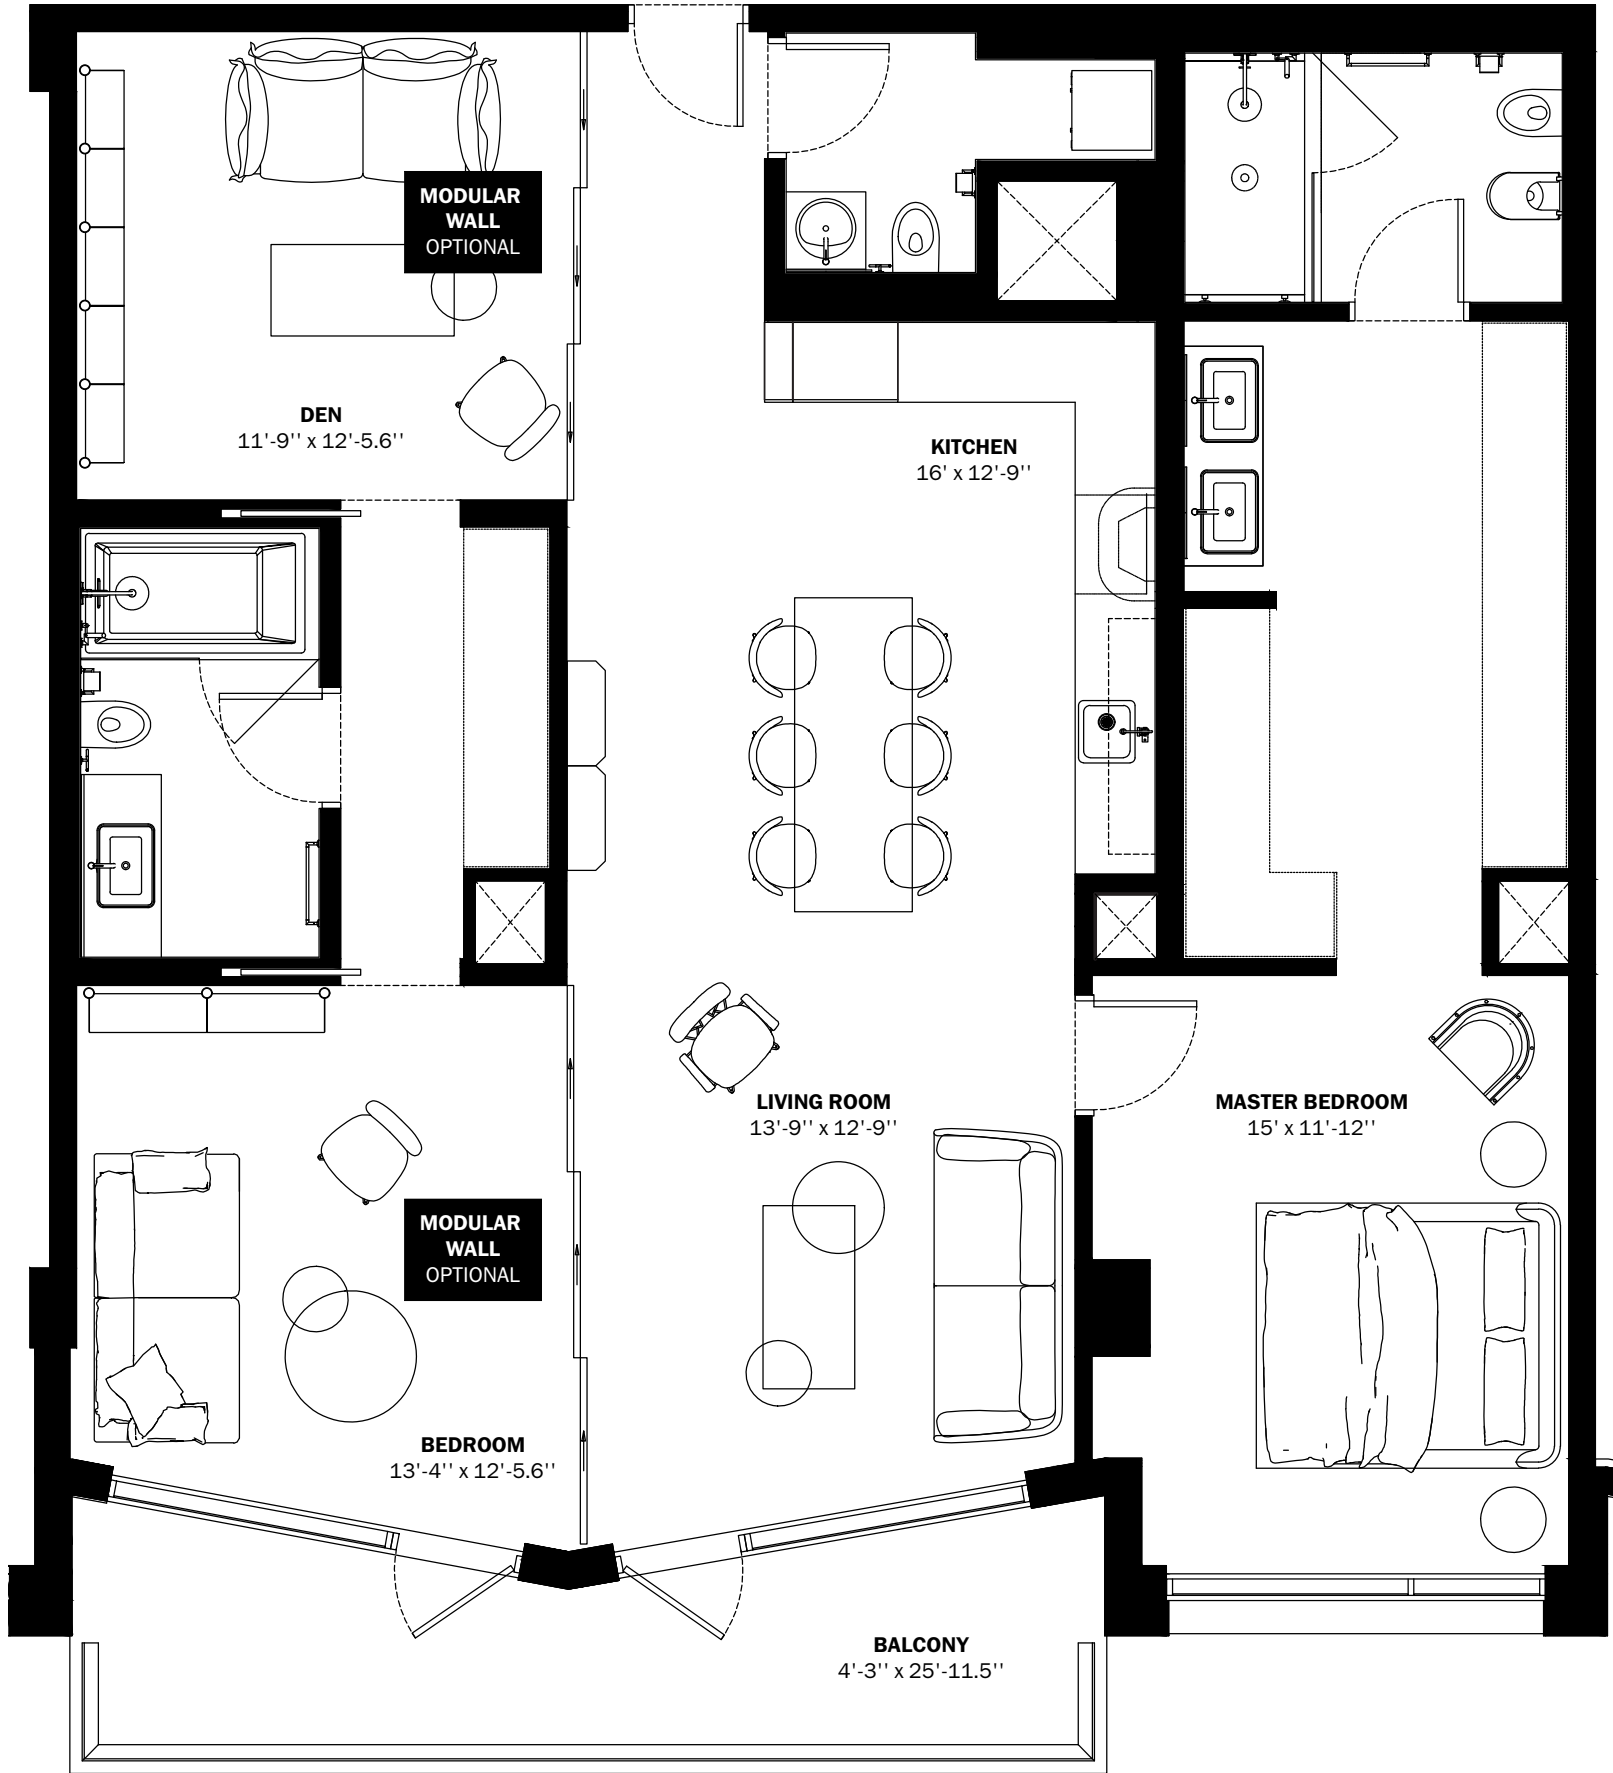 MODULAR
WALL
OPTIONAL
DEN
11'-9'' x 12'-5.6''
KITCHEN
16' x 12'-9''
LIVING ROOM
13'-9'' x 12'-9''
MASTER BEDROOM
15' x 11'-12''
MODULAR
WALL
OPTIONAL
BEDROOM
13'-4'' x 12'-5.6''
BALCONY
4'-3'' x 25'-11.5''